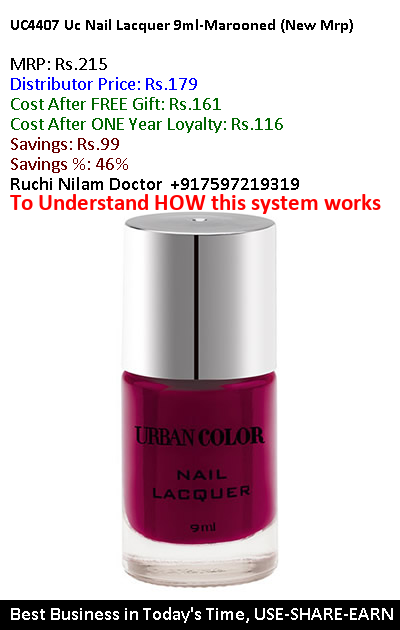 UC4407 Uc Nail Lacquer 9ml-Marooned (New Mrp)
MRP: Rs.215
Distributor Price: Rs.179
Cost After FREE Gift: Rs.161
Cost After ONE Year Loyalty: Rs.116
Savings: Rs.99
Savings %: 46%
Ruchi Nilam Doctor +917597219319
To Understand HOW this system works
URBAN COLOR
NAIL
LACQUER
9ml
Best Business in Today's Time, USE-SHARE-EARN